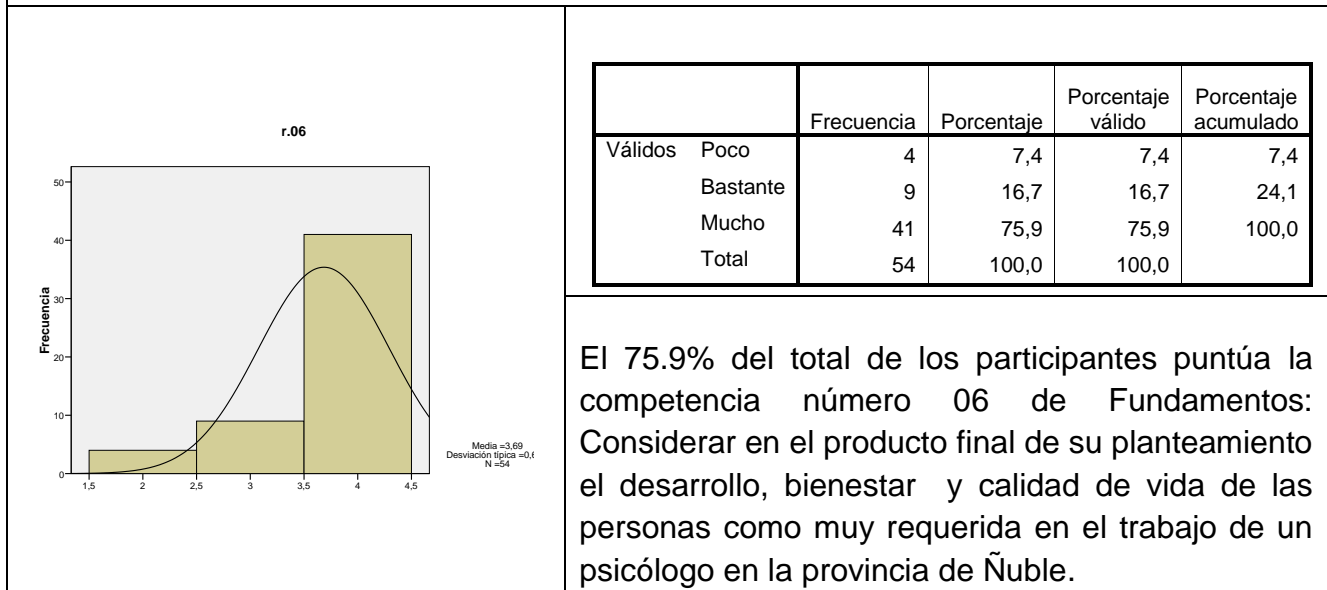 r.06
Frecuencia
50
40
30
20
10
0
1,5 2 2,5 3 3,5 4 4,5
Media =3,69
Desviación típica =0,6
N =54
Frecuencia Porcentaje Porcentaje válido Porcentaje acumulado
Válidos Poco 4 7,4 7,4 7,4
Bastante 9 16,7 16,7 24,1
Mucho 41 75,9 75,9 100,0
Total 54 100,0 100,0
El 75.9% del total de los participantes puntúa la
competencia número 06 de Fundamentos:
Considerar en el producto final de su planteamiento
el desarrollo, bienestar y calidad de vida de las
personas como muy requerida en el trabajo de un
psicólogo en la provincia de Ñuble.